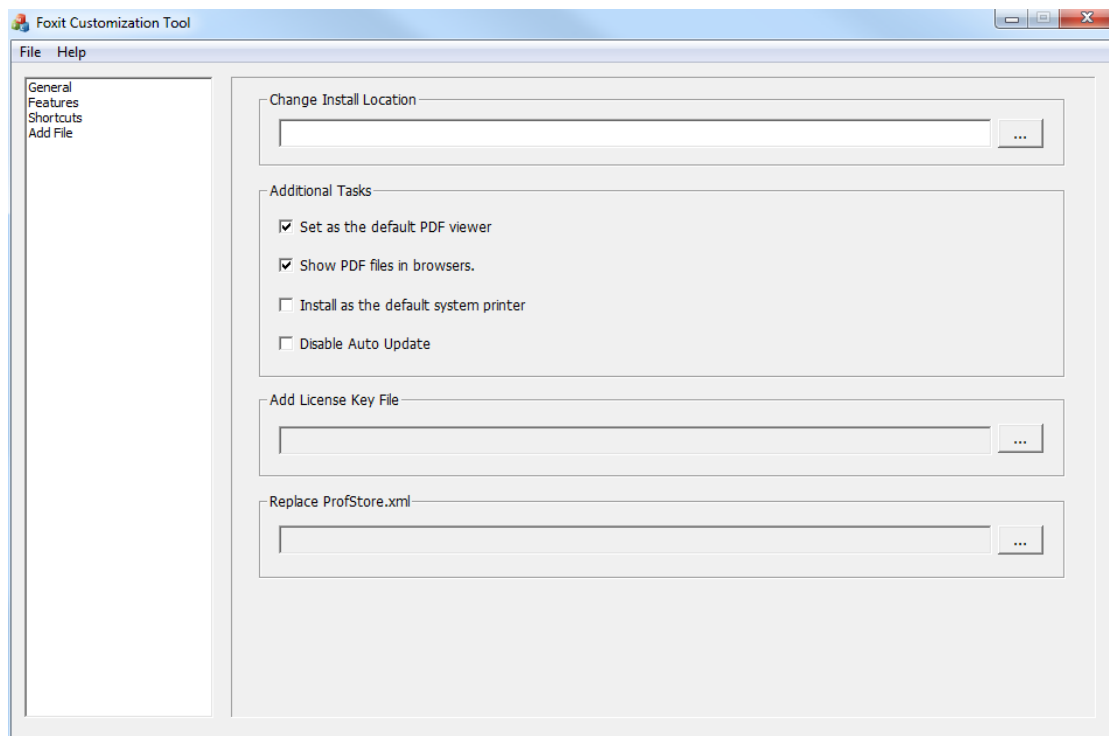 Foxit Customization Tool
File Help
General
Features
Shortcuts
Add File
Change Install Location
...
Additional Tasks
Set as the default PDF viewer
Show PDF files in browsers.
Install as the default system printer
Disable Auto Update
Add License Key File
...
Replace ProfStore.xml
...